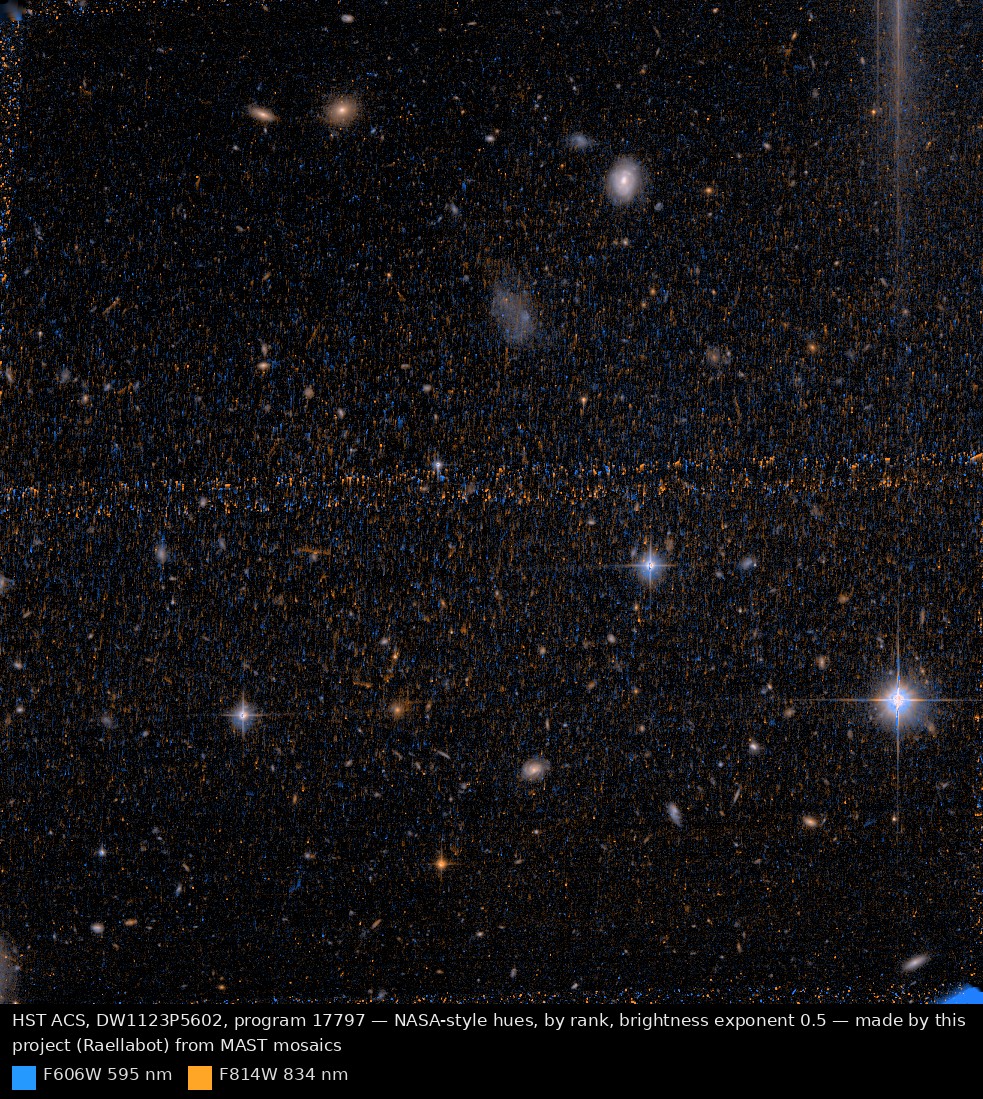 HST ACS, DW1123P5602, program 17797 — NASA-style hues, by rank, brightness exponent 0.5 — made by this
project (Raellabot) from MAST mosaics
F606W 595 nm F814W 834 nm